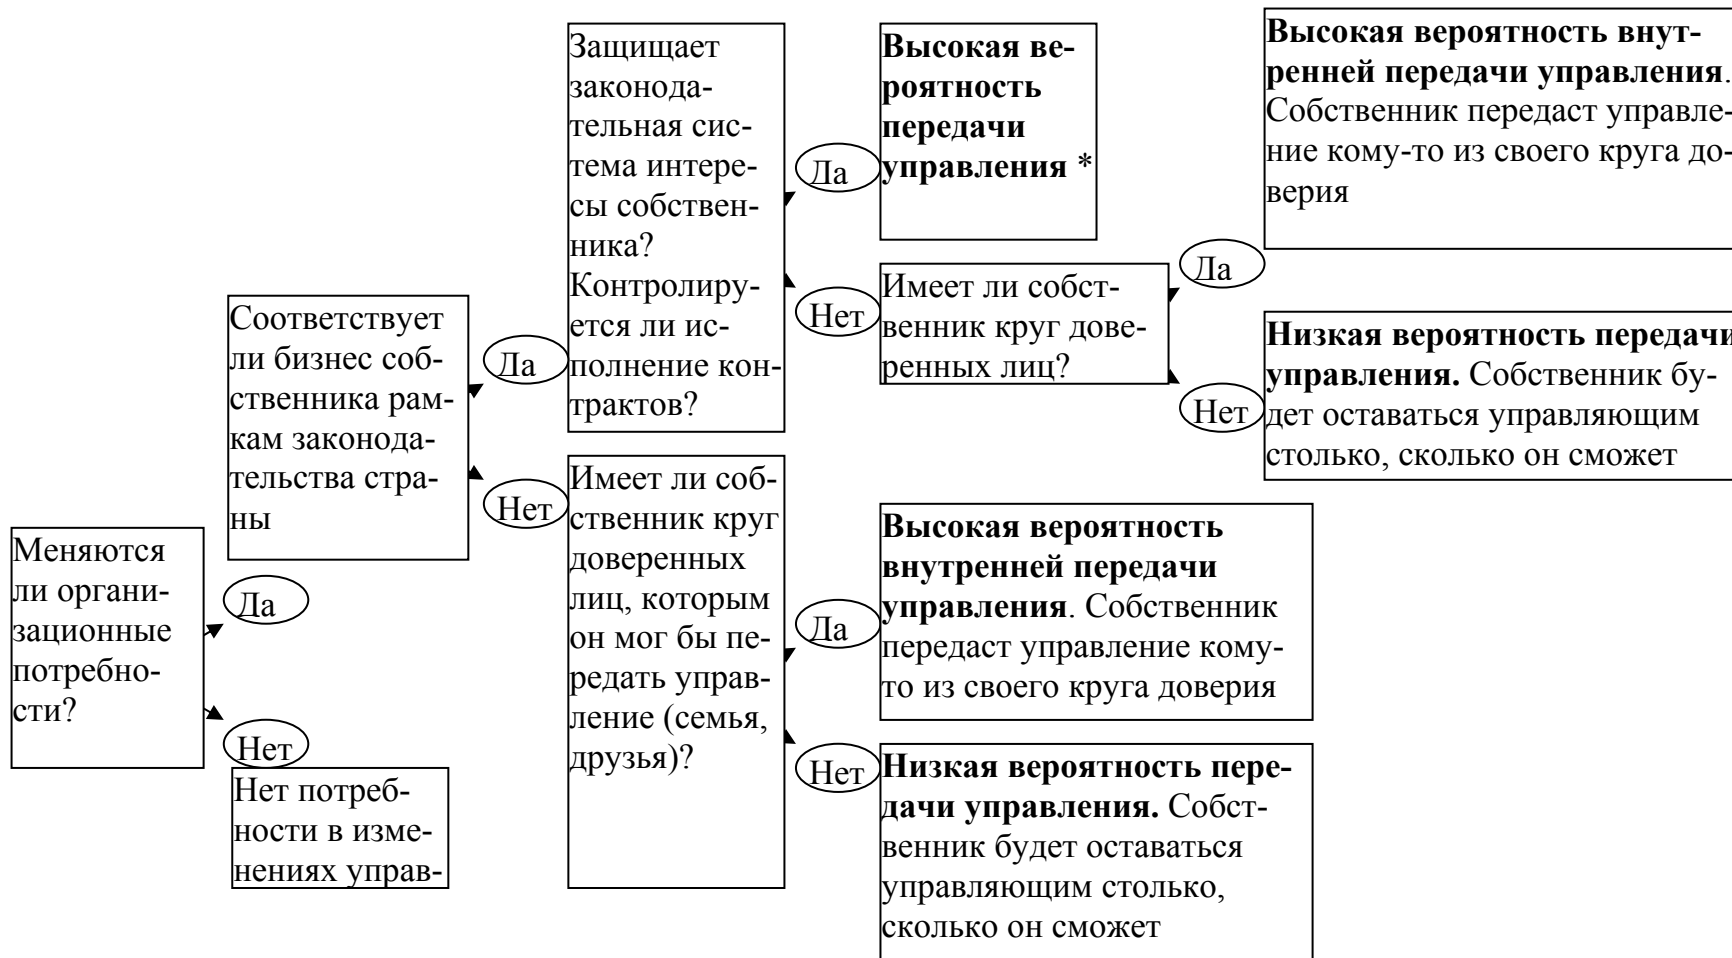 Меняются
ли органи-
зационные
потребно-
сти?
Да
Нет
Нет потреб-
ности в изме-
нениях управ-
Соответствует
ли бизнес соб-
ственника рам-
кам законода-
тельства стра-
ны
Да
Нет
Защищает
законода-
тельная сис-
тема интере-
сы собствен-
ника?
Контролиру-
ется ли ис-
полнение кон-
трактов?
Да
Нет
Высокая ве-
роятность
передачи
управления *
Имеет ли собст-
венник круг дове-
ренных лиц?
Да
Нет
Высокая вероятность внут-
ренней передачи управления.
Собственник передаст управле-
ние кому-то из своего круга до-
верия
Низкая вероятность передачи
управления. Собственник бу-
дет оставаться управляющим
столько, сколько он сможет
Имеет ли соб-
ственник круг
доверенных
лиц, которым
он мог бы пе-
редать управ-
ление (семья,
друзья)?
Да
Нет
Высокая вероятность
внутренней передачи
управления. Собственник
передаст управление кому-
то из своего круга доверия
Низкая вероятность пере-
дачи управления. Собст-
венник будет оставаться
управляющим столько,
сколько он сможет